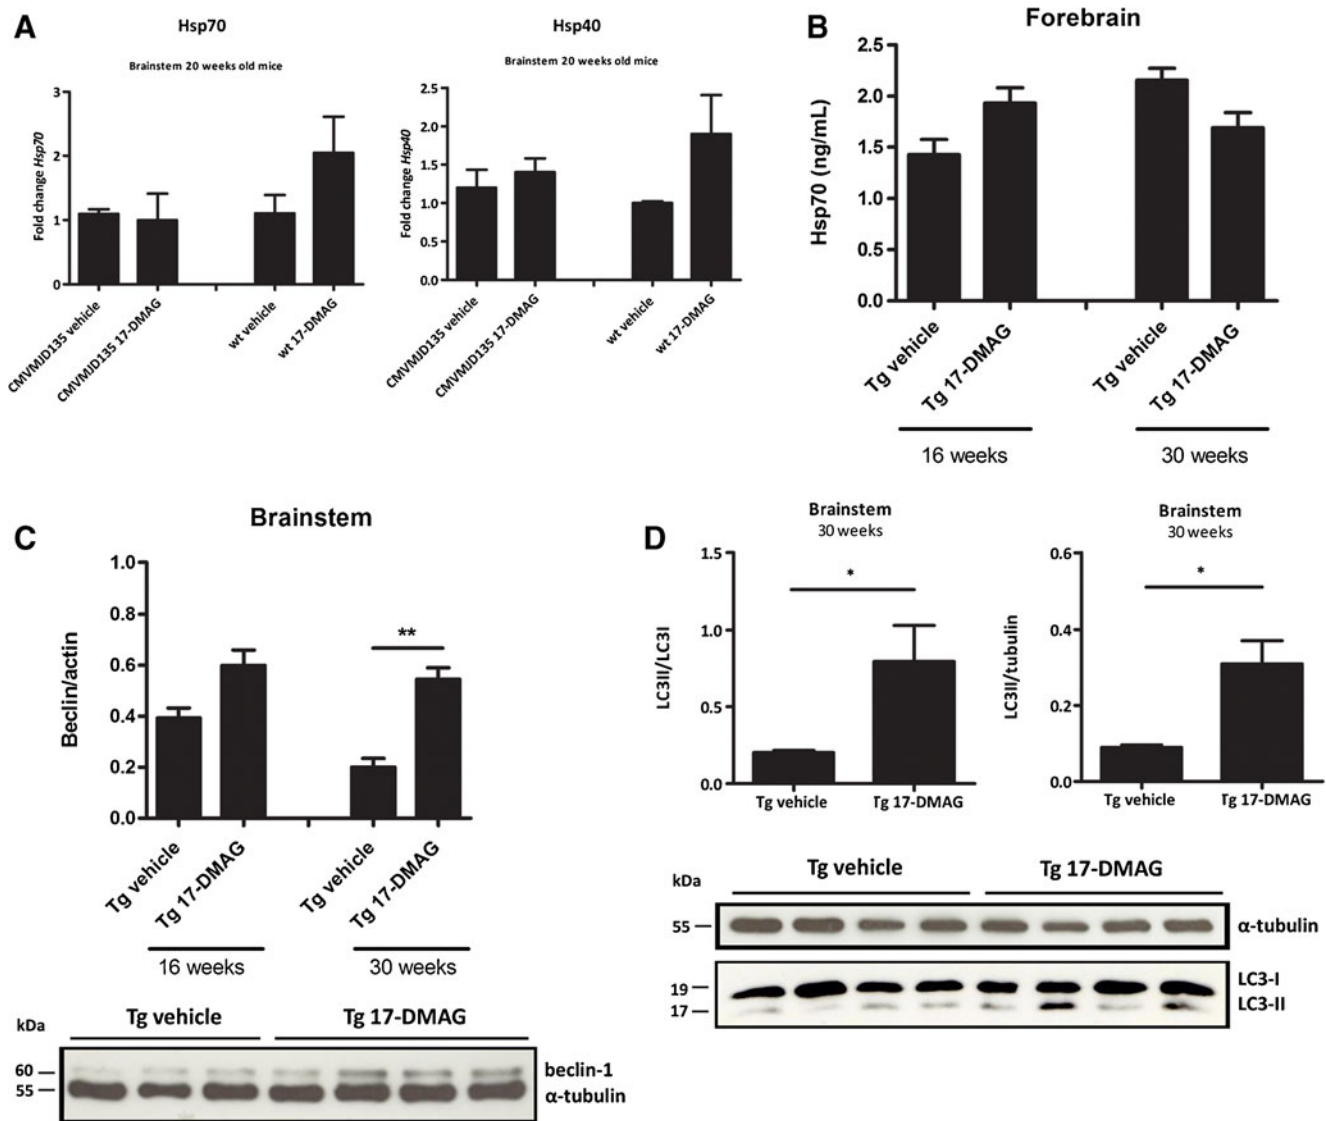 A
Hsp70
Brainstem 20 weeks old mice
Fold change Hsp70
3
2
1
0
CMVMJD135 vehicle
CMVMJD135 17-DMAG
wt vehicle
wt 17-DMAG
Hsp40
Brainstem 20 weeks old mice
Fold change Hsp40
2.5
2.0
1.5
1.0
0.5
0.0
CMVMJD135 vehicle
CMVMJD135 17-DMAG
wt vehicle
wt 17-DMAG
B
Forebrain
Hsp70 (ng/mL)
2.5
2.0
1.5
1.0
0.5
0.0
Tg vehicle
Tg 17-DMAG
Tg vehicle
Tg 17-DMAG
16 weeks
30 weeks
C
Brainstem
Beclin/actin
1.0
0.8
0.6
0.4
0.2
0.0
**
Tg vehicle
Tg 17-DMAG
Tg vehicle
Tg 17-DMAG
16 weeks
30 weeks
kDa
Tg vehicle
Tg 17-DMAG
60
beclin-1
55
α-tubulin
D
Brainstem
30 weeks
LC3II/LC3I
1.5
1.0
0.5
0.0
*
Tg vehicle
Tg 17-DMAG
Brainstem
30 weeks
LC3II/tubulin
0.6
0.4
0.2
0.0
*
Tg vehicle
Tg 17-DMAG
kDa
Tg vehicle
Tg 17-DMAG
55
α-tubulin
19
LC3-I
17
LC3-II